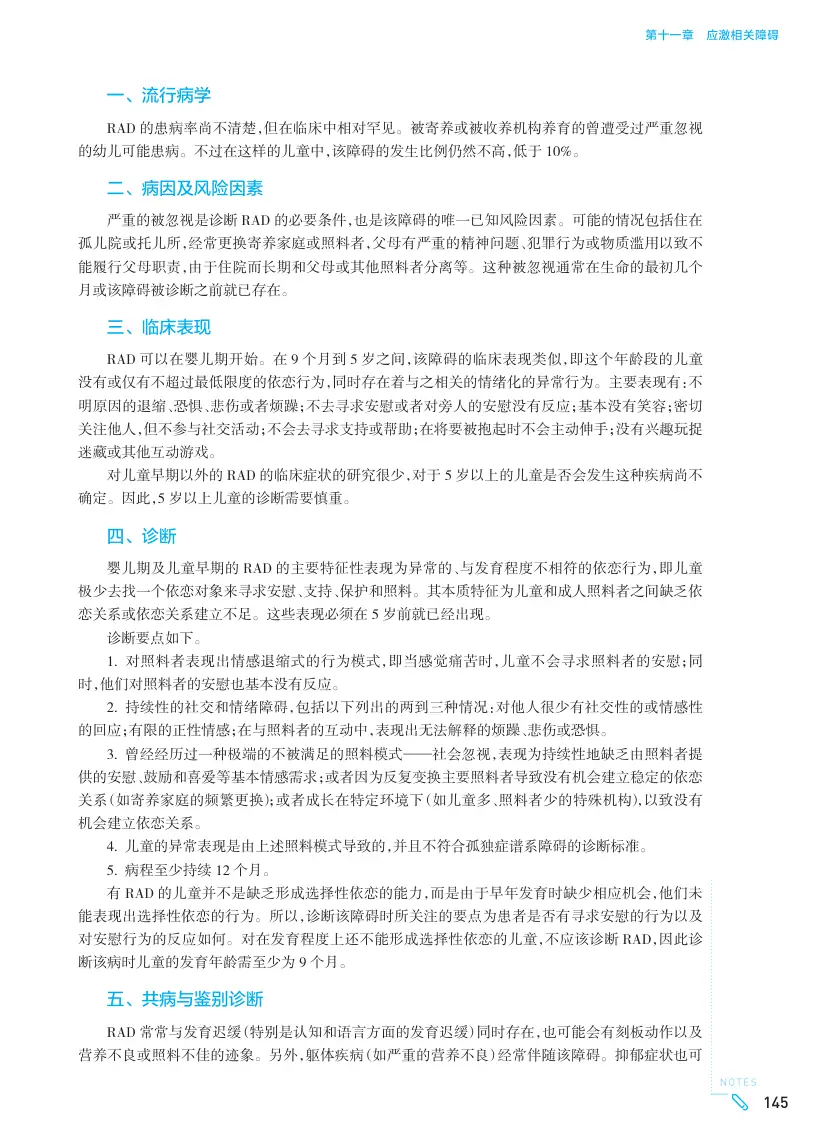 第十一章 应激相关障碍
一、流行病学
RAD 的患病率尚不清楚,但在临床中相对罕见。被寄养或被收养机构养育的曾遭受过严重忽视
的幼儿可能患病。不过在这样的儿童中,该障碍的发生比例仍然不高,低于 10%。
二、病因及风险因素
严重的被忽视是诊断 RAD 的必要条件,也是该障碍的唯一已知风险因素。可能的情况包括住在
孤儿院或托儿所,经常更换寄养家庭或照料者,父母有严重的精神问题、犯罪行为或物质滥用以致不
能履行父母职责,由于住院而长期和父母或其他照料者分离等。这种被忽视通常在生命的最初几个
月或该障碍被诊断之前就已存在。
三、临床表现
RAD 可以在婴儿期开始。在 9 个月到 5 岁之间,该障碍的临床表现类似,即这个年龄段的儿童
没有或仅有不超过最低限度的依恋行为,同时存在着与之相关的情绪化的异常行为。主要表现有:不
明原因的退缩、恐惧、悲伤或者烦躁;不去寻求安慰或者对旁人的安慰没有反应;基本没有笑容;密切
关注他人,但不参与社交活动;不会去寻求支持或帮助;在将要被抱起时不会主动伸手;没有兴趣玩捉
迷藏或其他互动游戏。
对儿童早期以外的 RAD 的临床症状的研究很少,对于 5 岁以上的儿童是否会发生这种疾病尚不
确定。因此,5 岁以上儿童的诊断需要慎重。
四、诊断
婴儿期及儿童早期的 RAD 的主要特征性表现为异常的、与发育程度不相符的依恋行为,即儿童
极少去找一个依恋对象来寻求安慰、支持、保护和照料。其本质特征为儿童和成人照料者之间缺乏依
恋关系或依恋关系建立不足。这些表现必须在 5 岁前就已经出现。
诊断要点如下。
1. 对照料者表现出情感退缩式的行为模式,即当感觉痛苦时,儿童不会寻求照料者的安慰;同
时,他们对照料者的安慰也基本没有反应。
2. 持续性的社交和情绪障碍,包括以下列出的两到三种情况:对他人很少有社交性的或情感性
的回应;有限的正性情感;在与照料者的互动中,表现出无法解释的烦躁、悲伤或恐惧。
3. 曾经经历过一种极端的不被满足的照料模式——社会忽视,表现为持续性地缺乏由照料者提
供的安慰、鼓励和喜爱等基本情感需求;或者因为反复变换主要照料者导致没有机会建立稳定的依恋
关系(如寄养家庭的频繁更换);或者成长在特定环境下(如儿童多、照料者少的特殊机构),以致没有
机会建立依恋关系。
4. 儿童的异常表现是由上述照料模式导致的,并且不符合孤独症谱系障碍的诊断标准。
5. 病程至少持续 12 个月。
有 RAD 的儿童并不是缺乏形成选择性依恋的能力,而是由于早年发育时缺少相应机会,他们未
能表现出选择性依恋的行为。所以,诊断该障碍时所关注的要点为患者是否有寻求安慰的行为以及
对安慰行为的反应如何。对在发育程度上还不能形成选择性依恋的儿童,不应该诊断 RAD,因此诊
断该病时儿童的发育年龄需至少为 9 个月。
五、共病与鉴别诊断
RAD 常常与发育迟缓(特别是认知和语言方面的发育迟缓)同时存在,也可能会有刻板动作以及
营养不良或照料不佳的迹象。另外,躯体疾病(如严重的营养不良)经常伴随该障碍。抑郁症状也可
NOTES
145